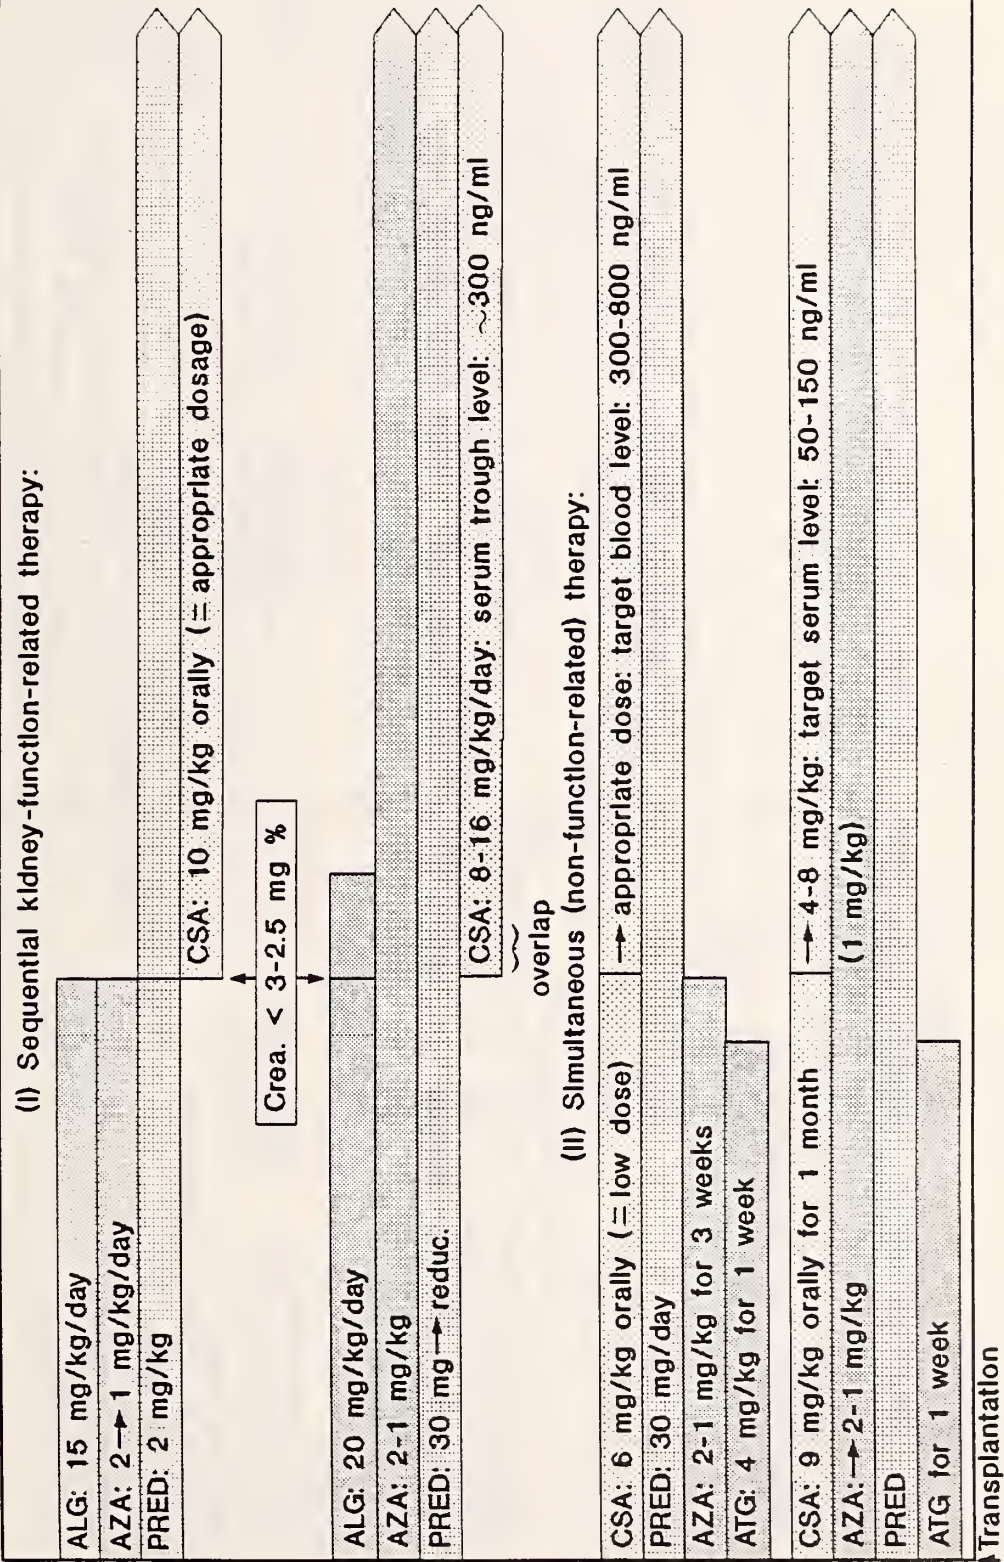 (I) Sequential kidney-function-related therapy:
ALG: 15 mg/kg/day
AZA: 2→1 mg/kg/day
PRED: 2 mg/kg
CSA: 10 mg/kg orally (= appropriate dosage)
Crea. < 3-2.5 mg %
ALG: 20 mg/kg/day
AZA: 2-1 mg/kg
PRED: 30 mg→reduc.
CSA: 8-16 mg/kg/day: serum trough level: ~300 ng/ml
overlap
(II) Simultaneous (non-function-related) therapy:
CSA: 6 mg/kg orally (= low dose) → appropriate dose: target blood level: 300-800 ng/ml
PRED: 30 mg/day
AZA: 2-1 mg/kg for 3 weeks
ATG: 4 mg/kg for 1 week
CSA: 9 mg/kg orally for 1 month → 4-8 mg/kg: target serum level: 50-150 ng/ml
AZA:→2-1 mg/kg (1 mg/kg)
PRED
ATG for 1 week
Transplantation